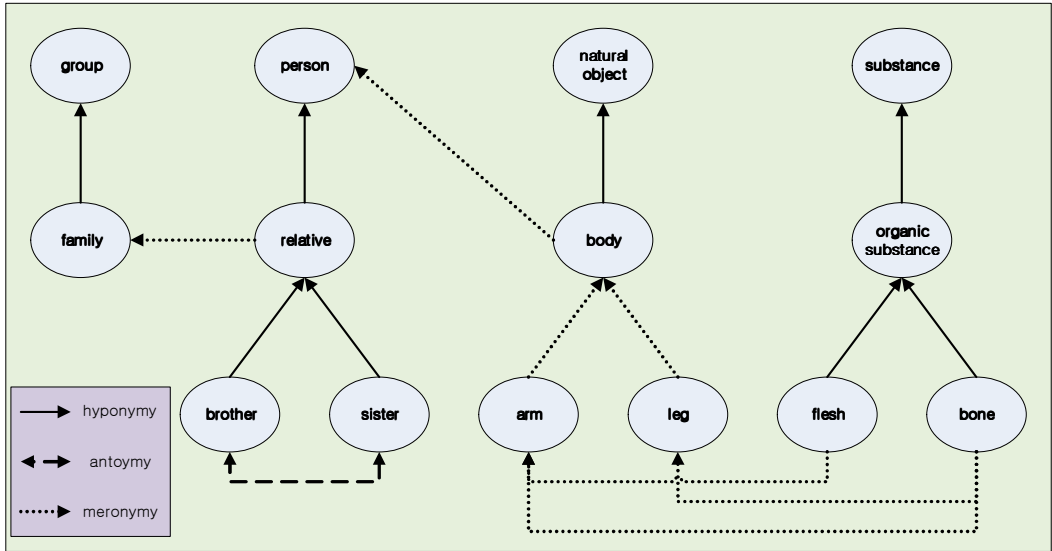 group
person
natural
object
substance
family
relative
body
organic
substance
brother
sister
arm
leg
flesh
bone
hyponymy
antoymy
meronymy